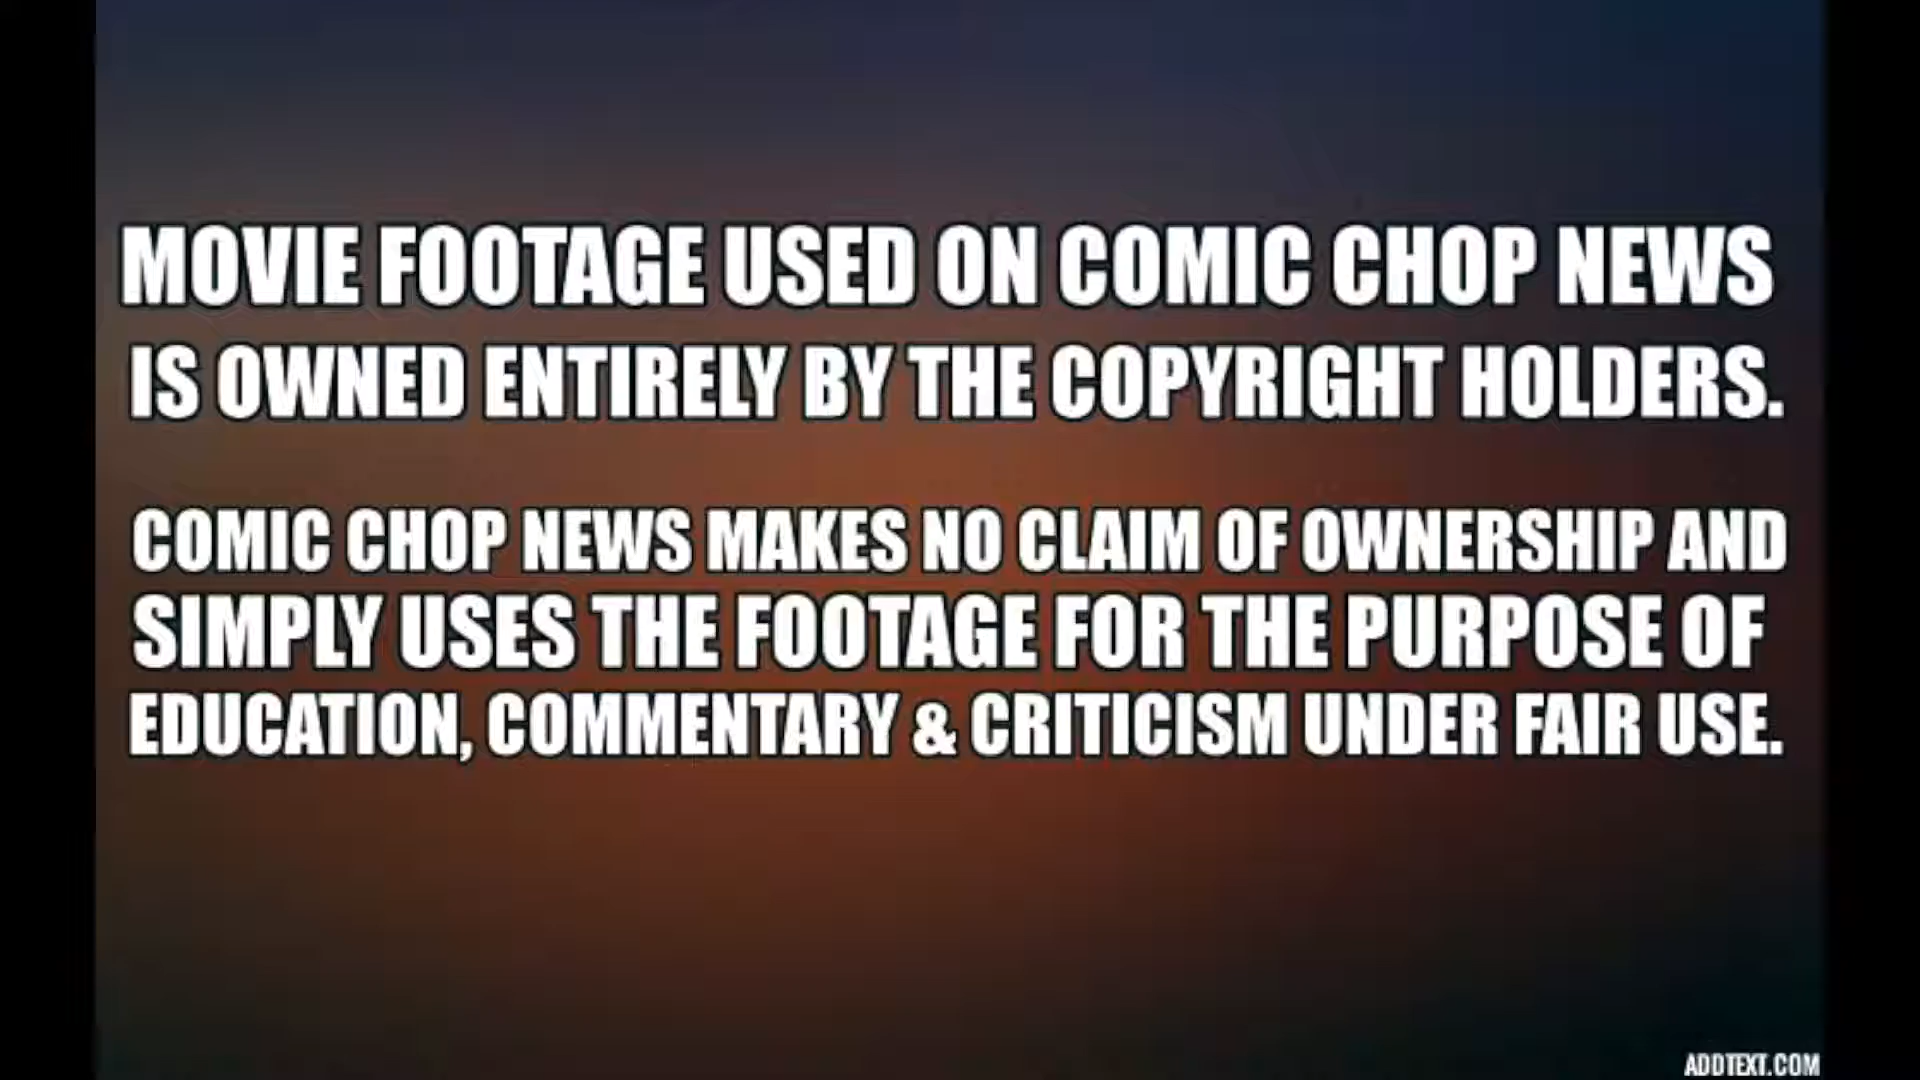 MOVIE FOOTAGE USED ON COMIC CHOP NEWS
IS OWNED ENTIRELY BY THE COPYRIGHT HOLDERS.
COMIC CHOP NEWS MAKES NO CLAIM OF OWNERSHIP AND
SIMPLY USES THE FOOTAGE FOR THE PURPOSE OF
EDUCATION, COMMENTARY & CRITICISM UNDER FAIR USE.
ADDTEXT.COM